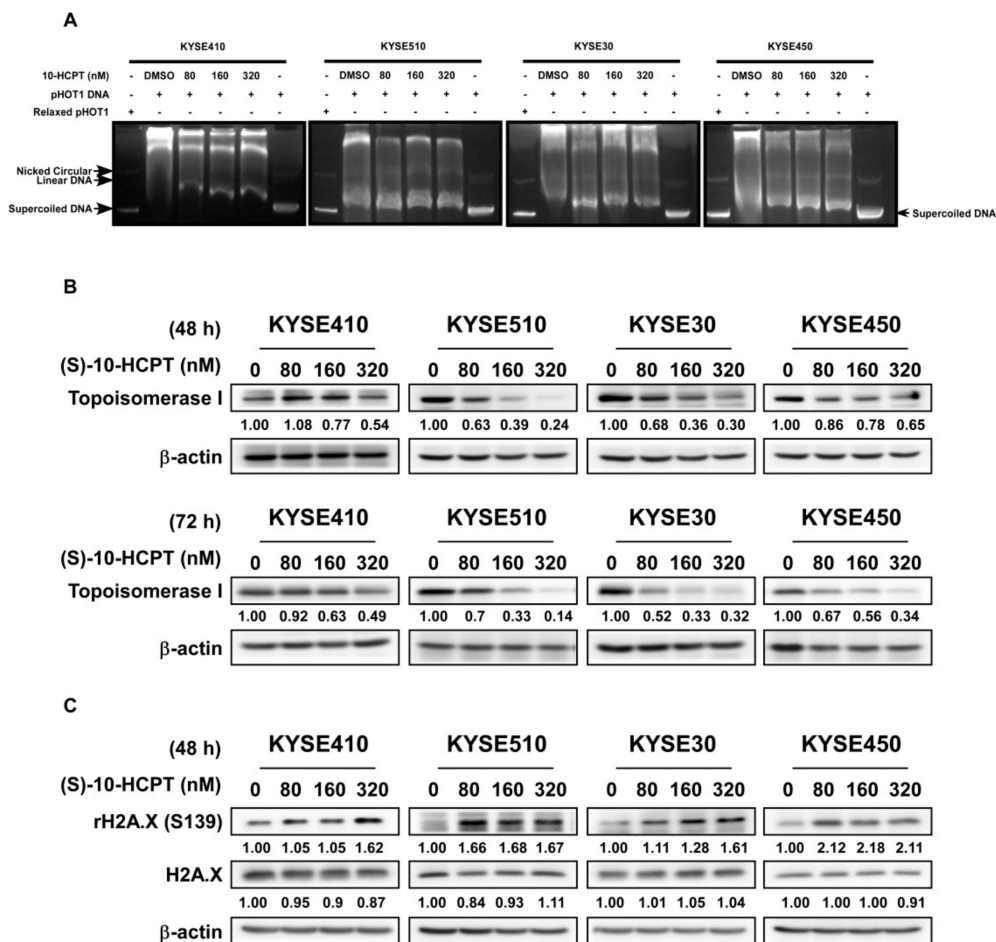 A
KYSE410 KYSE510 KYSE30 KYSE450
10-HCPT (nM) - DMSO 80 160 320 - - DMSO 80 160 320 - - DMSO 80 160 320 - - DMSO 80 160 320 -
pHOT1 DNA - + + + + + - + + + + + - + + + + + - + + + + +
Relaxed pHOT1 + + + +
Nicked Circular
Linear DNA
Supercoiled DNA Supercoiled DNA
B
(48 h) KYSE410 KYSE510 KYSE30 KYSE450
(S)-10-HCPT (nM) 0 80 160 320 0 80 160 320 0 80 160 320 0 80 160 320
Topoisomerase I
1.00 1.08 0.77 0.54 1.00 0.63 0.39 0.24 1.00 0.68 0.36 0.30 1.00 0.86 0.78 0.65
β-actin
(72 h) KYSE410 KYSE510 KYSE30 KYSE450
(S)-10-HCPT (nM) 0 80 160 320 0 80 160 320 0 80 160 320 0 80 160 320
Topoisomerase I
1.00 0.92 0.63 0.49 1.00 0.7 0.33 0.14 1.00 0.52 0.33 0.32 1.00 0.67 0.56 0.34
β-actin
C
(48 h) KYSE410 KYSE510 KYSE30 KYSE450
(S)-10-HCPT (nM) 0 80 160 320 0 80 160 320 0 80 160 320 0 80 160 320
rH2A.X (S139)
1.00 1.05 1.05 1.62 1.00 1.66 1.68 1.67 1.00 1.11 1.28 1.61 1.00 2.12 2.18 2.11
H2A.X
1.00 0.95 0.9 0.87 1.00 0.84 0.93 1.11 1.00 1.01 1.05 1.04 1.00 1.00 1.00 0.91
β-actin